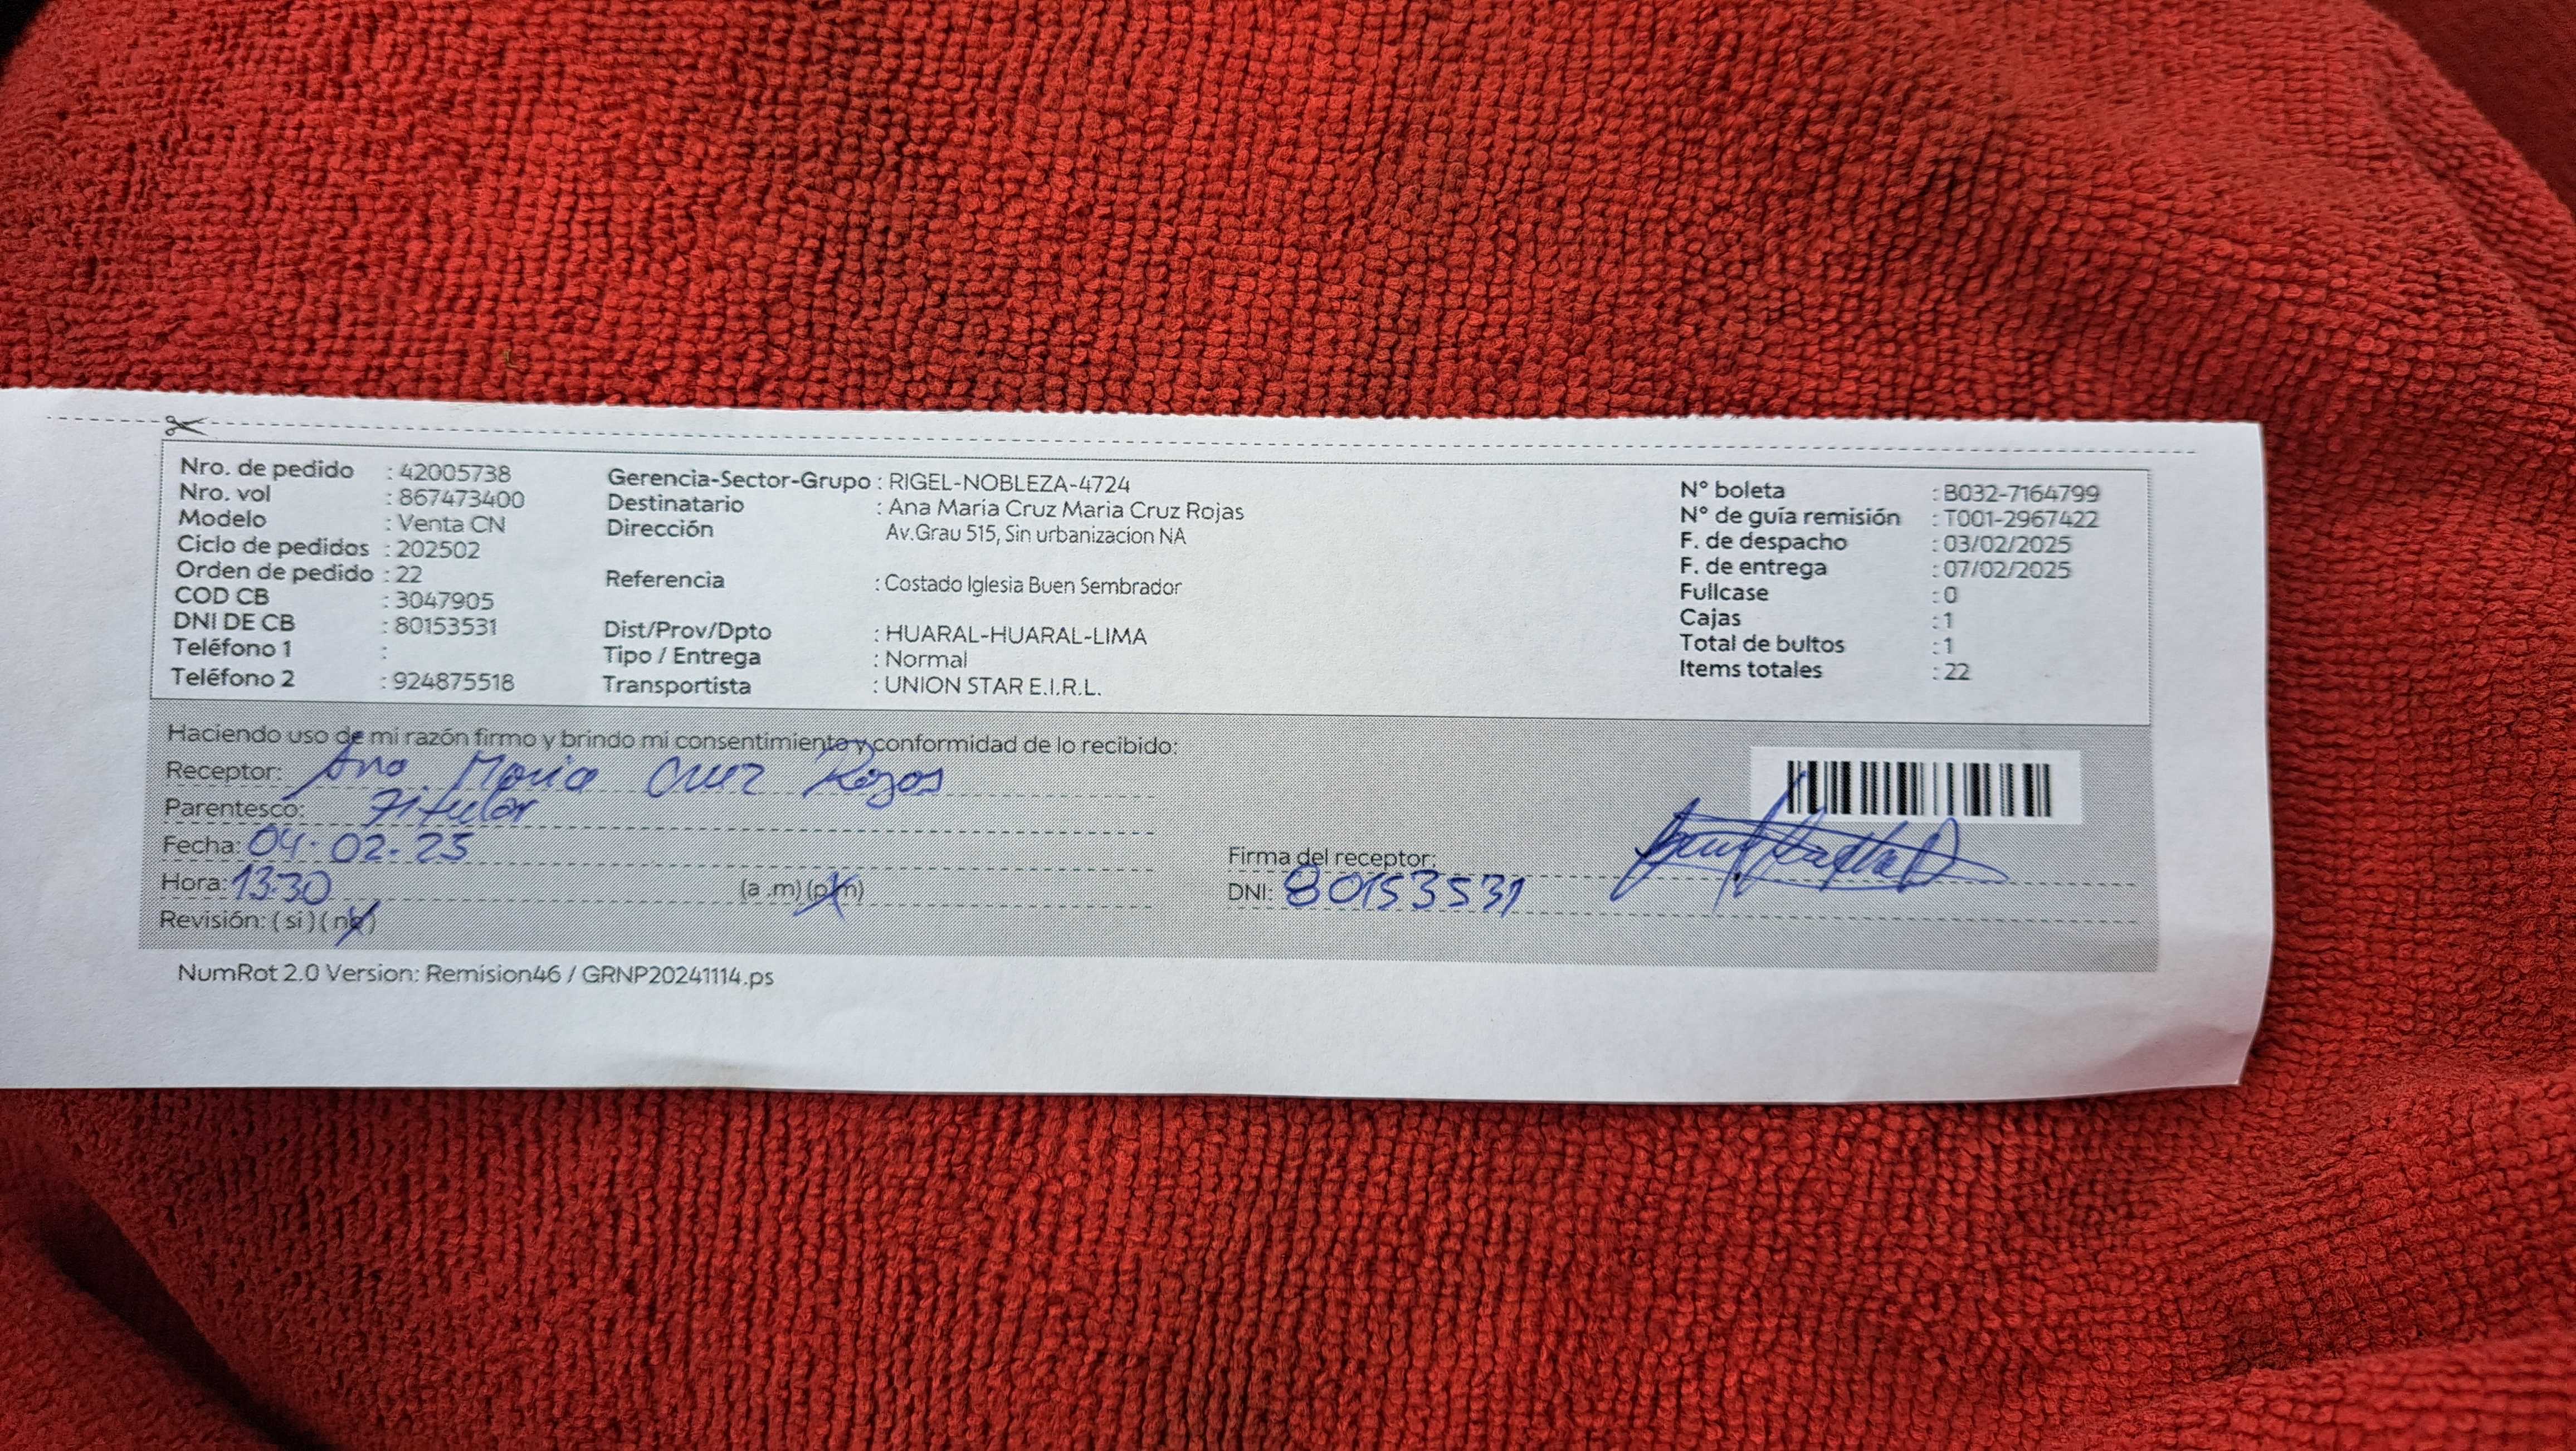 Nro. de pedido : 42005738
Nro. vol : 867473400
Modelo : Venta CN
Ciclo de pedidos : 202502
Orden de pedido : 22
COD CB : 3047905
DNI DE CB : 80153531
Teléfono 1 :
Teléfono 2 : 924875518
Gerencia-Sector-Grupo : RIGEL-NOBLEZA-4724
Destinatario : Ana María Cruz Maria Cruz Rojas
Dirección Av.Grau 515, Sin urbanizacion NA
Referencia : Costado Iglesia Buen Sembrador
Dist/Prov/Dpto : HUARAL-HUARAL-LIMA
Tipo / Entrega : Normal
Transportista : UNION STAR E.I.R.L.
N° boleta : B032-7164799
N° de guía remisión : T001-2967422
F. de despacho : 03/02/2025
F. de entrega : 07/02/2025
Fullcase : 0
Cajas : 1
Total de bultos : 1
Items totales : 22
Haciendo uso de mi razón firmo y brindo mi consentimiento y conformidad de lo recibido:
Receptor: Ana Maria Cruz Rojas
Parentesco: Titular
Fecha: 04-02-25
Hora: 13:30 (a .m) (p.m)
Revisión: ( si ) ( no )
Firma del receptor:
DNI: 80153531
NumRot 2.0 Version: Remision46 / GRNP20241114.ps